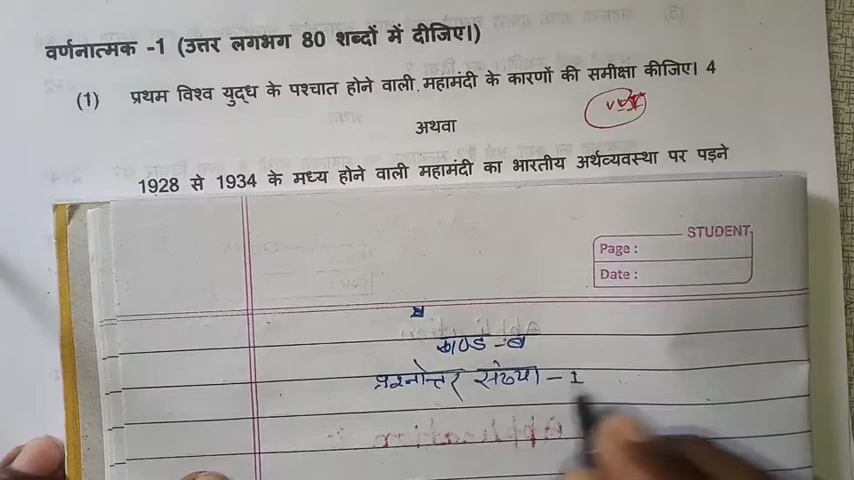 वर्णनात्मक -1 (उत्तर लगभग 80 शब्दों में दीजिए।)
(1) प्रथम विश्व युद्ध के पश्चात होने वाली महामंदी के कारणों की समीक्षा कीजिए। 4
अथवा
1928 से 1934 के मध्य होने वाली महामंदी का भारतीय अर्थव्यवस्था पर पड़ने
STUDENT
Page :
Date :
खण्ड - ब
प्रश्नोत्तर संख्या - 1